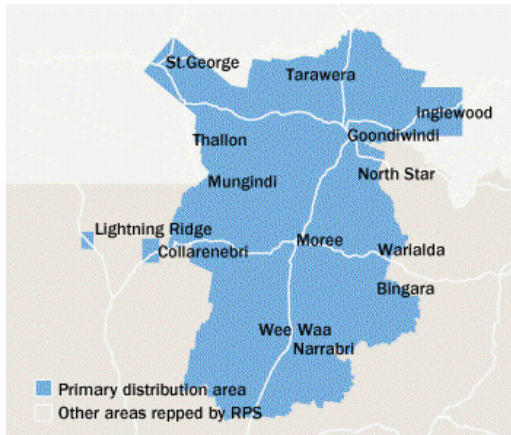 St.George
Tarawera
Inglewood
Goondiwindi
Thallon
North Star
Mungindi
Lightning Ridge
Moree
Collarenebri
Warialda
Bingara
Wee Waa
Narrabri
Primary distribution area
Other areas repped by RPS